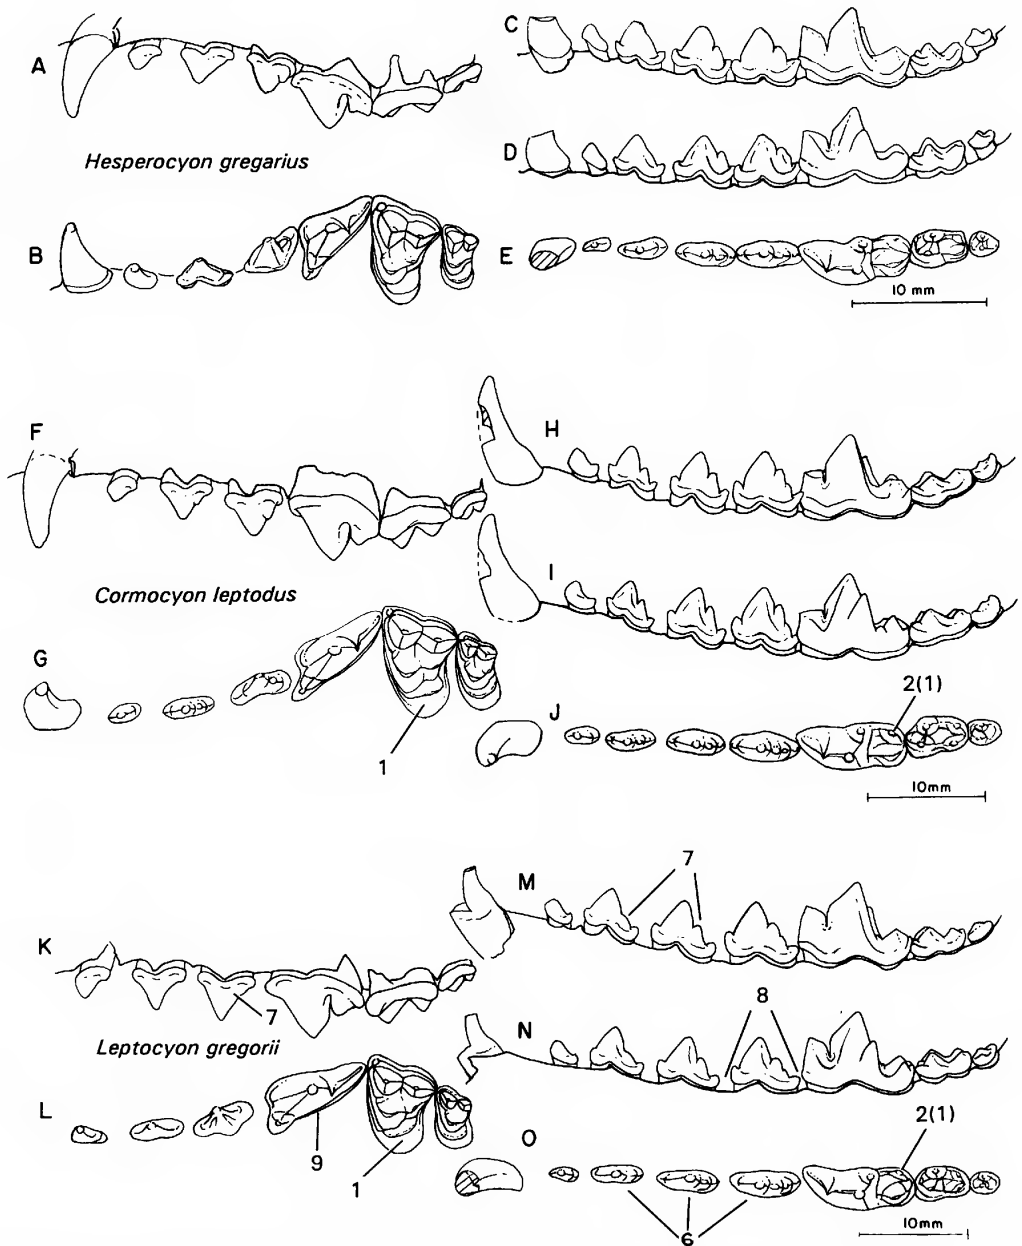 A
C
Hesperocyon gregarius
D
B
E
10 mm
F
H
Cormocyon leptodus
I
G
2(1)
J
1
10mm
7
M
K
7
8
Leptocyon gregorii
N
L
2(1)
O
9
1
6
10mm